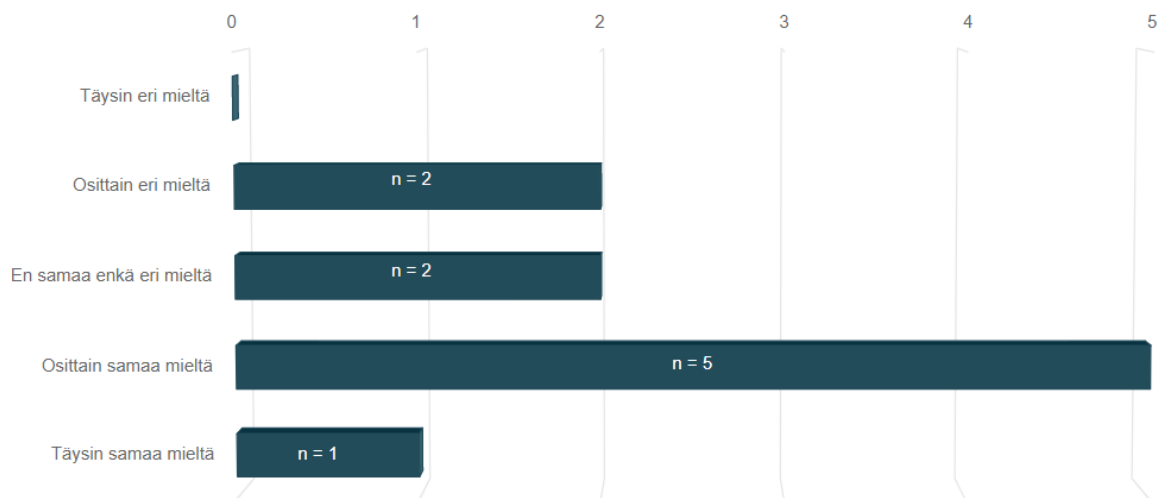 0 1 2 3 4 5
Täysin eri mieltä
Osittain eri mieltä n = 2
En samaa enkä eri mieltä n = 2
Osittain samaa mieltä n = 5
Täysin samaa mieltä n = 1